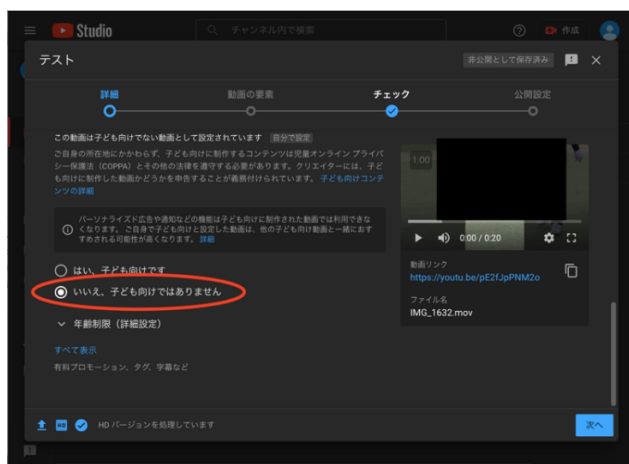 Studio
チャンネル内で検索
作成
テスト
非公開として保存済み
詳細
動画の要素
チェック
公開設定
この動画は子ども向けでない動画として設定されています 自分で設定
ご自身の所在地にかかわらず、子ども向けに制作するコンテンツは児童オンライン プライバ
シー保護法（COPPA）とその他の法律を遵守する必要があります。クリエイターには、子ど
も向けに制作した動画かどうかを申告することが義務付けられています。 子ども向けコンテ
ンツの詳細
パーソナライズド広告や通知などの機能は子ども向けに制作された動画では利用できな
くなります。ご自身で子ども向けと設定した動画は、他の子ども向け動画と一緒におす
すめされる可能性が高くなります。 詳細
はい、子ども向けです
いいえ、子ども向けではありません
年齢制限（詳細設定）
すべて表示
有料プロモーション、タグ、字幕など
1:00
0:00 / 0:20
動画リンク
https://youtu.be/pE2fJpPNM2o
ファイル名
IMG_1632.mov
HD
HD バージョンを処理しています
次へ